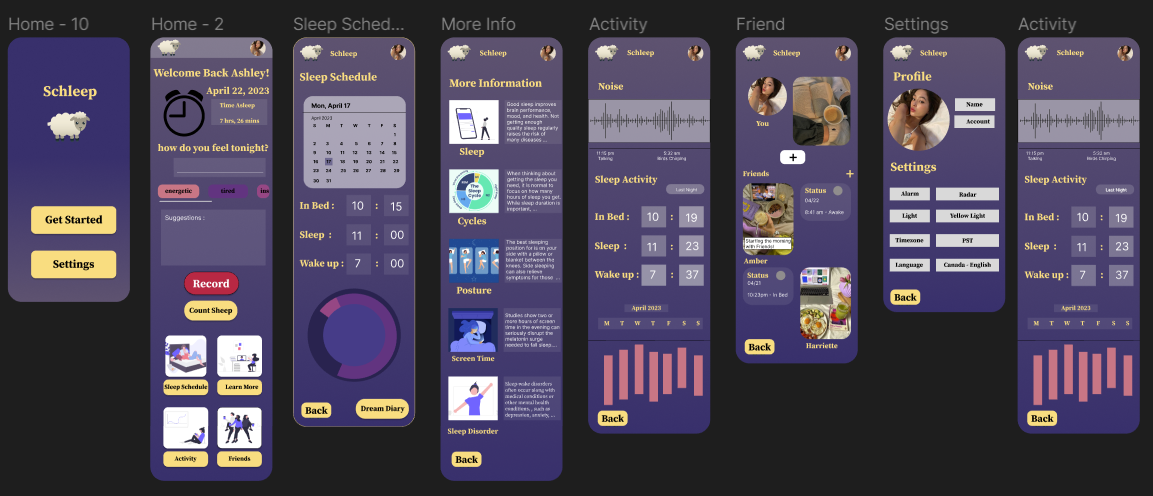 Home - 10
Schleep
Get Started
Settings
Home - 2
Welcome Back Ashley!
April 22, 2023
Time Asleep
7 hrs, 26 mins
how do you feel tonight?
energetic
tired
Suggestions :
Record
Count Sheep
Sleep Schedule
Learn More
Activity
Friends
Sleep Sched...
Schleep
Sleep Schedule
Mon, April 17
April 2023
S M T W T F S
1
2 3 4 5 6 7 8
9 10 11 12 13 14 15
16 17 18 19 20 21 22
23 24 25 26 27 28 29
30 31
In Bed : 10 : 15
Sleep : 11 : 00
Wake up : 7 : 00
Back
Dream Diary
More Info
Schleep
More Information
Good sleep improves
brain performance,
mood, and health. Not
getting enough
quality sleep regularly
raises the risk of
many diseases ...
Sleep
The
Sleep
Cycle
When thinking about
getting the sleep you
need, it is normal to
focus on how many
hours of sleep you get.
While sleep duration is
important, ...
Cycles
The best sleeping
position for is on your
side with a pillow or
blanket between the
knees. Side sleeping
can also relieve
symptoms for those ...
Posture
Studies show two or
more hours of screen
time in the evening can
seriously disrupt the
melatonin surge
needed to fall asleep...
Screen Time
Sleep-wake disorders
often occur along with
medical conditions or
other mental health
conditions,, such as
depression, anxiety, ...
Sleep Disorder
Back
Activity
Schleep
Noise
11:15 pm
Talking
5:32 am
Birds Chirping
Sleep Activity
Last Night
In Bed : 10 : 19
Sleep : 11 : 23
Wake up : 7 : 37
April 2023
M T W T F S S
Back
Friend
Schleep
You
+
Friends +
Status
04/22
8:41 am - Awake
Starting the morning
with Friends!
Amber
Status
04/21
10:23pm - In Bed
Harriette
Back
Settings
Schleep
Profile
Name
Account
Settings
Alarm Radar
Light Yellow Light
Timezone PST
Language Canada - English
Back
Activity
Schleep
Noise
11:15 pm
Talking
5:32 am
Birds Chirping
Sleep Activity
Last Night
In Bed : 10 : 19
Sleep : 11 : 23
Wake up : 7 : 37
April 2023
M T W T F S S
Back